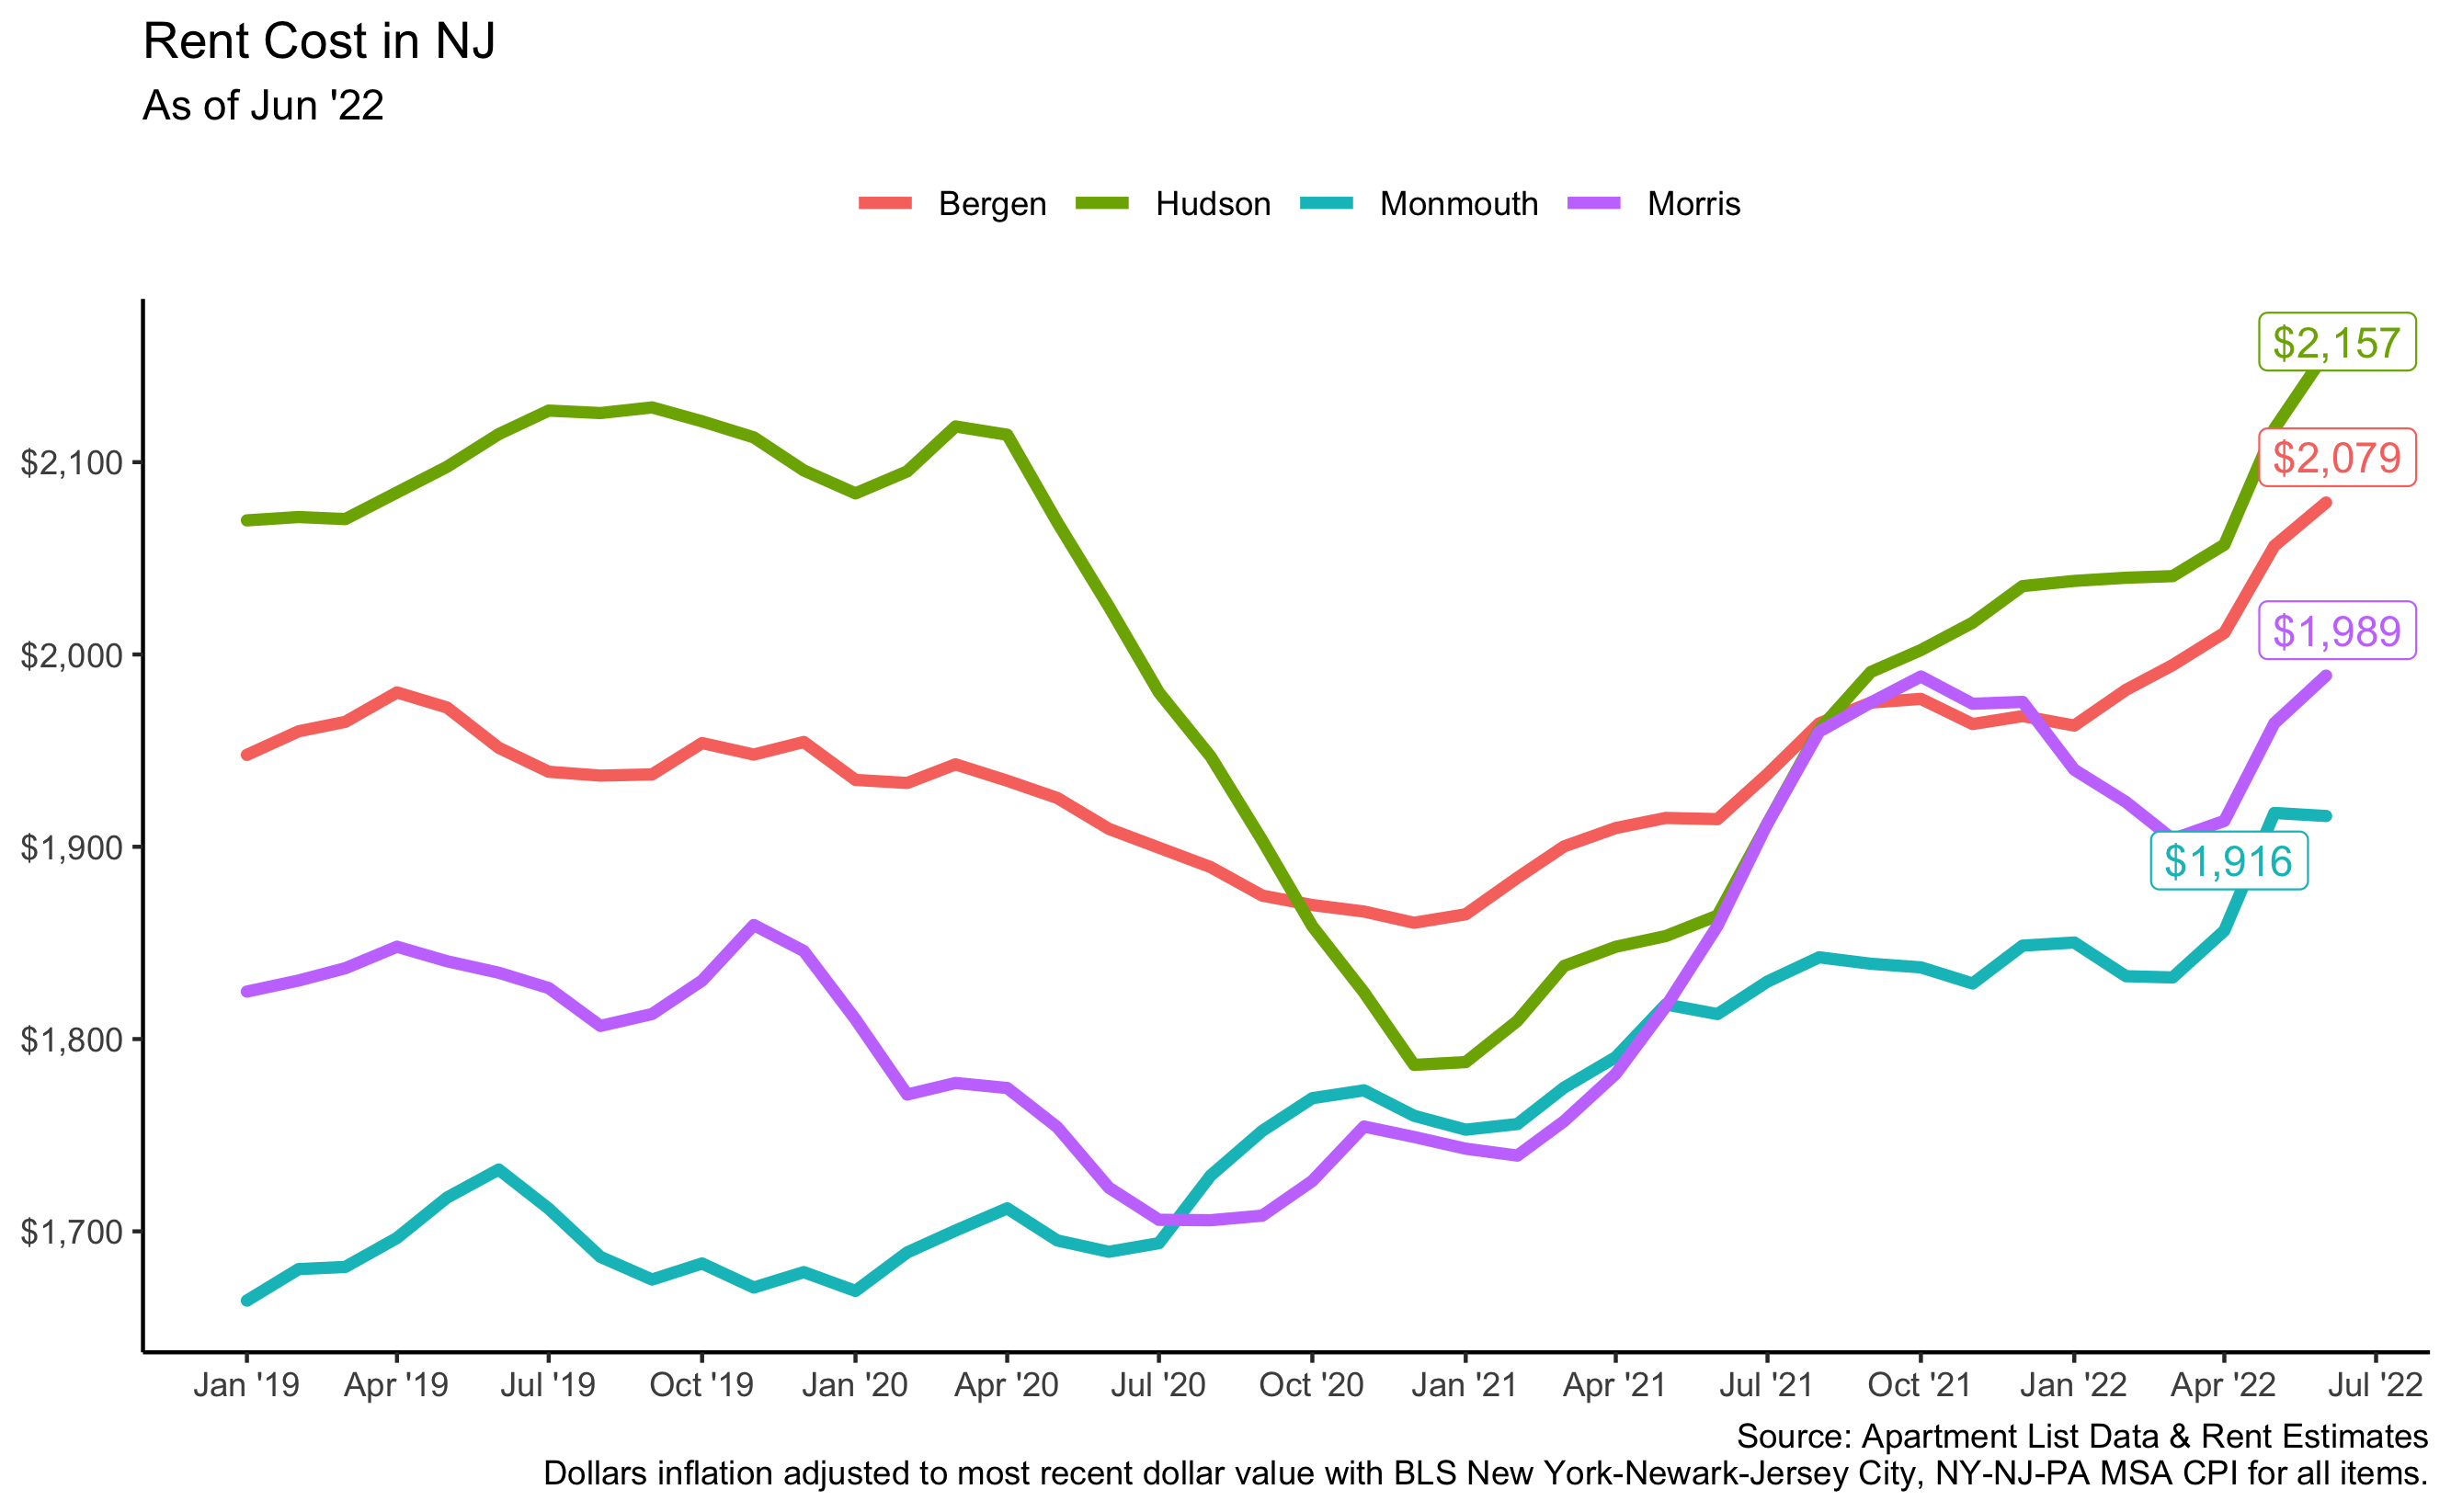 Rent Cost in NJ
As of Jun '22
Bergen Hudson Monmouth Morris
$2,157
$2,100
$2,079
$2,000
$1,989
$1,900
$1,916
$1,800
$1,700
Jan '19 Apr '19 Jul '19 Oct '19 Jan '20 Apr '20 Jul '20 Oct '20 Jan '21 Apr '21 Jul '21 Oct '21 Jan '22 Apr '22 Jul '22
Source: Apartment List Data & Rent Estimates
Dollars inflation adjusted to most recent dollar value with BLS New York-Newark-Jersey City, NY-NJ-PA MSA CPI for all items.